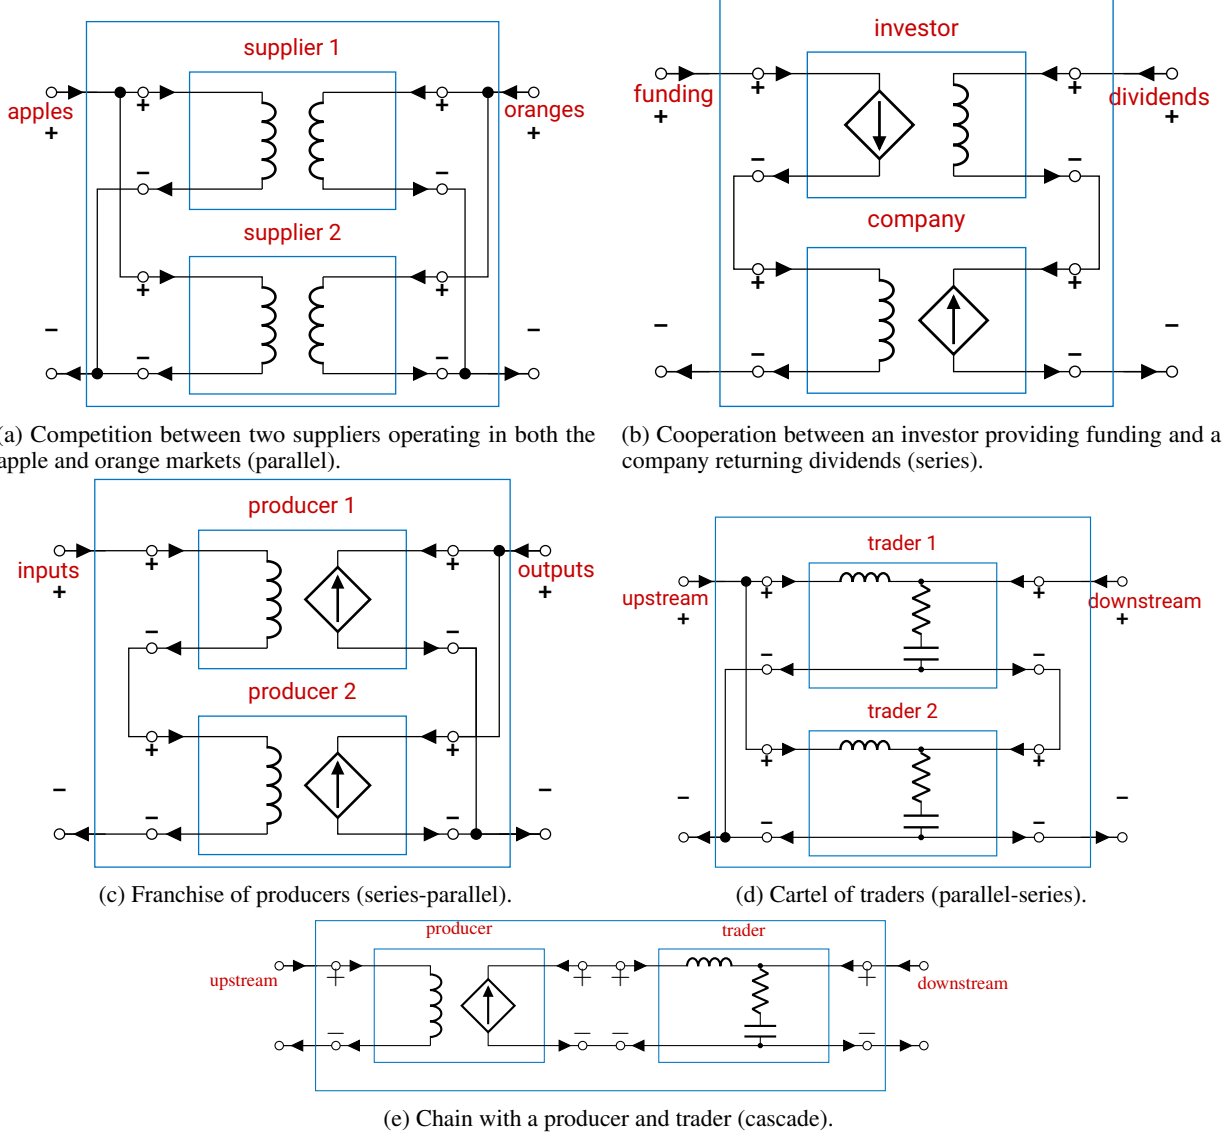 supplier 1
apples
+
+
+
oranges
+
−
−
supplier 2
+
+
−
−
−
−
investor
funding
+
+
+
dividends
+
−
−
company
+
+
−
−
−
−
(a) Competition between two suppliers operating in both the
apple and orange markets (parallel).
(b) Cooperation between an investor providing funding and a
company returning dividends (series).
producer 1
inputs
+
+
+
outputs
+
−
−
producer 2
+
+
−
−
−
−
trader 1
upstream
+
+
+
downstream
+
−
−
trader 2
+
+
−
−
−
−
(c) Franchise of producers (series-parallel).
(d) Cartel of traders (parallel-series).
producer
trader
upstream
+
+
+
+
downstream
−
−
−
−
(e) Chain with a producer and trader (cascade).